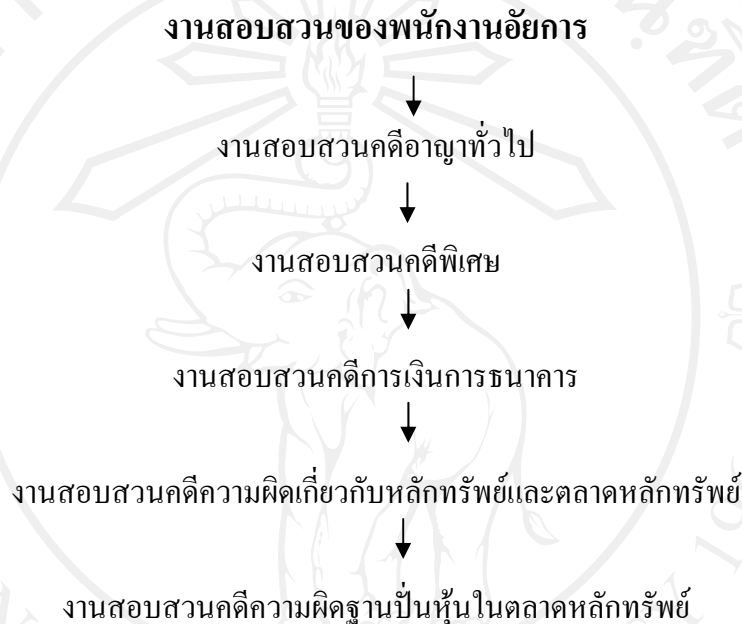 งานสอบสวนของพนักงานอัยการ
งานสอบสวนคดีอาญาทั่วไป
งานสอบสวนคดีพิเศษ
งานสอบสวนคดีการเงินการธนาคาร
งานสอบสวนคดีความผิดเกี่ยวกับหลักทรัพย์และตลาดหลักทรัพย์
งานสอบสวนคดีความผิดฐานปั่นหุ้นในตลาดหลักทรัพย์